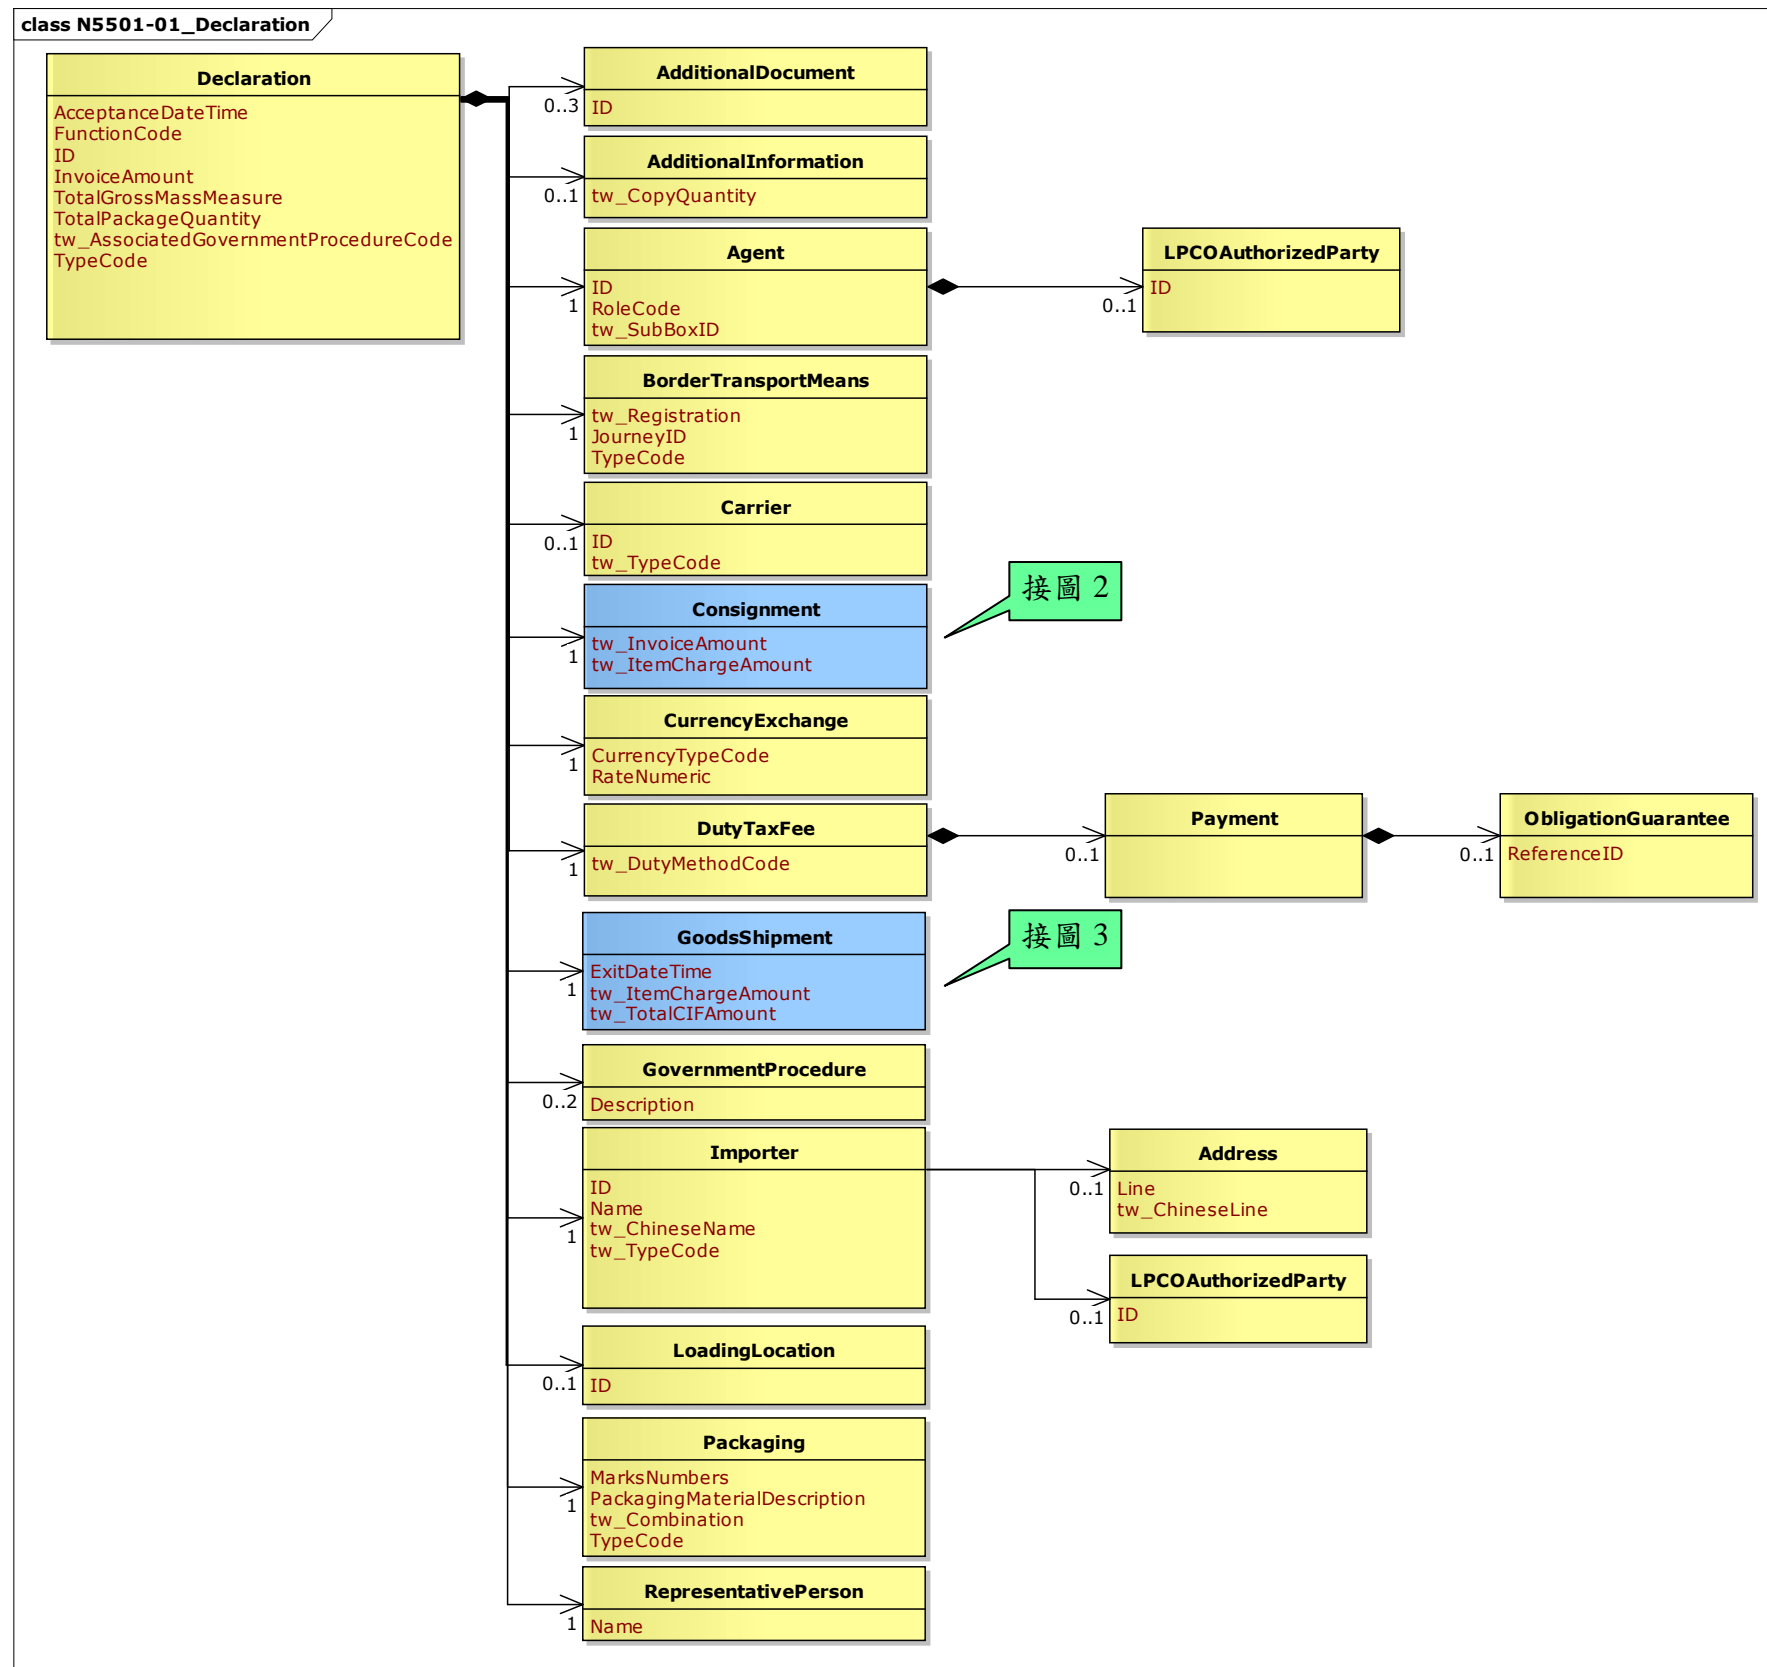 class N5501-01_Declaration
Declaration
AcceptanceDateTime
FunctionCode
ID
InvoiceAmount
TotalGrossMassMeasure
TotalPackageQuantity
tw_AssociatedGovernmentProcedureCode
TypeCode
0..3
AdditionalDocument
ID
0..1
AdditionalInformation
tw_CopyQuantity
1
Agent
ID
RoleCode
tw_SubBoxID
0..1
LPCOAuthorizedParty
ID
1
BorderTransportMeans
tw_Registration
JourneyID
TypeCode
0..1
Carrier
ID
tw_TypeCode
1
Consignment
tw_InvoiceAmount
tw_ItemChargeAmount
接圖 2
1
CurrencyExchange
CurrencyTypeCode
RateNumeric
1
DutyTaxFee
tw_DutyMethodCode
0..1
Payment
0..1
ObligationGuarantee
ReferenceID
1
GoodsShipment
ExitDateTime
tw_ItemChargeAmount
tw_TotalCIFAmount
接圖 3
0..2
GovernmentProcedure
Description
1
Importer
ID
Name
tw_ChineseName
tw_TypeCode
0..1
Address
Line
tw_ChineseLine
0..1
LPCOAuthorizedParty
ID
0..1
LoadingLocation
ID
1
Packaging
MarksNumbers
PackagingMaterialDescription
tw_Combination
TypeCode
1
RepresentativePerson
Name